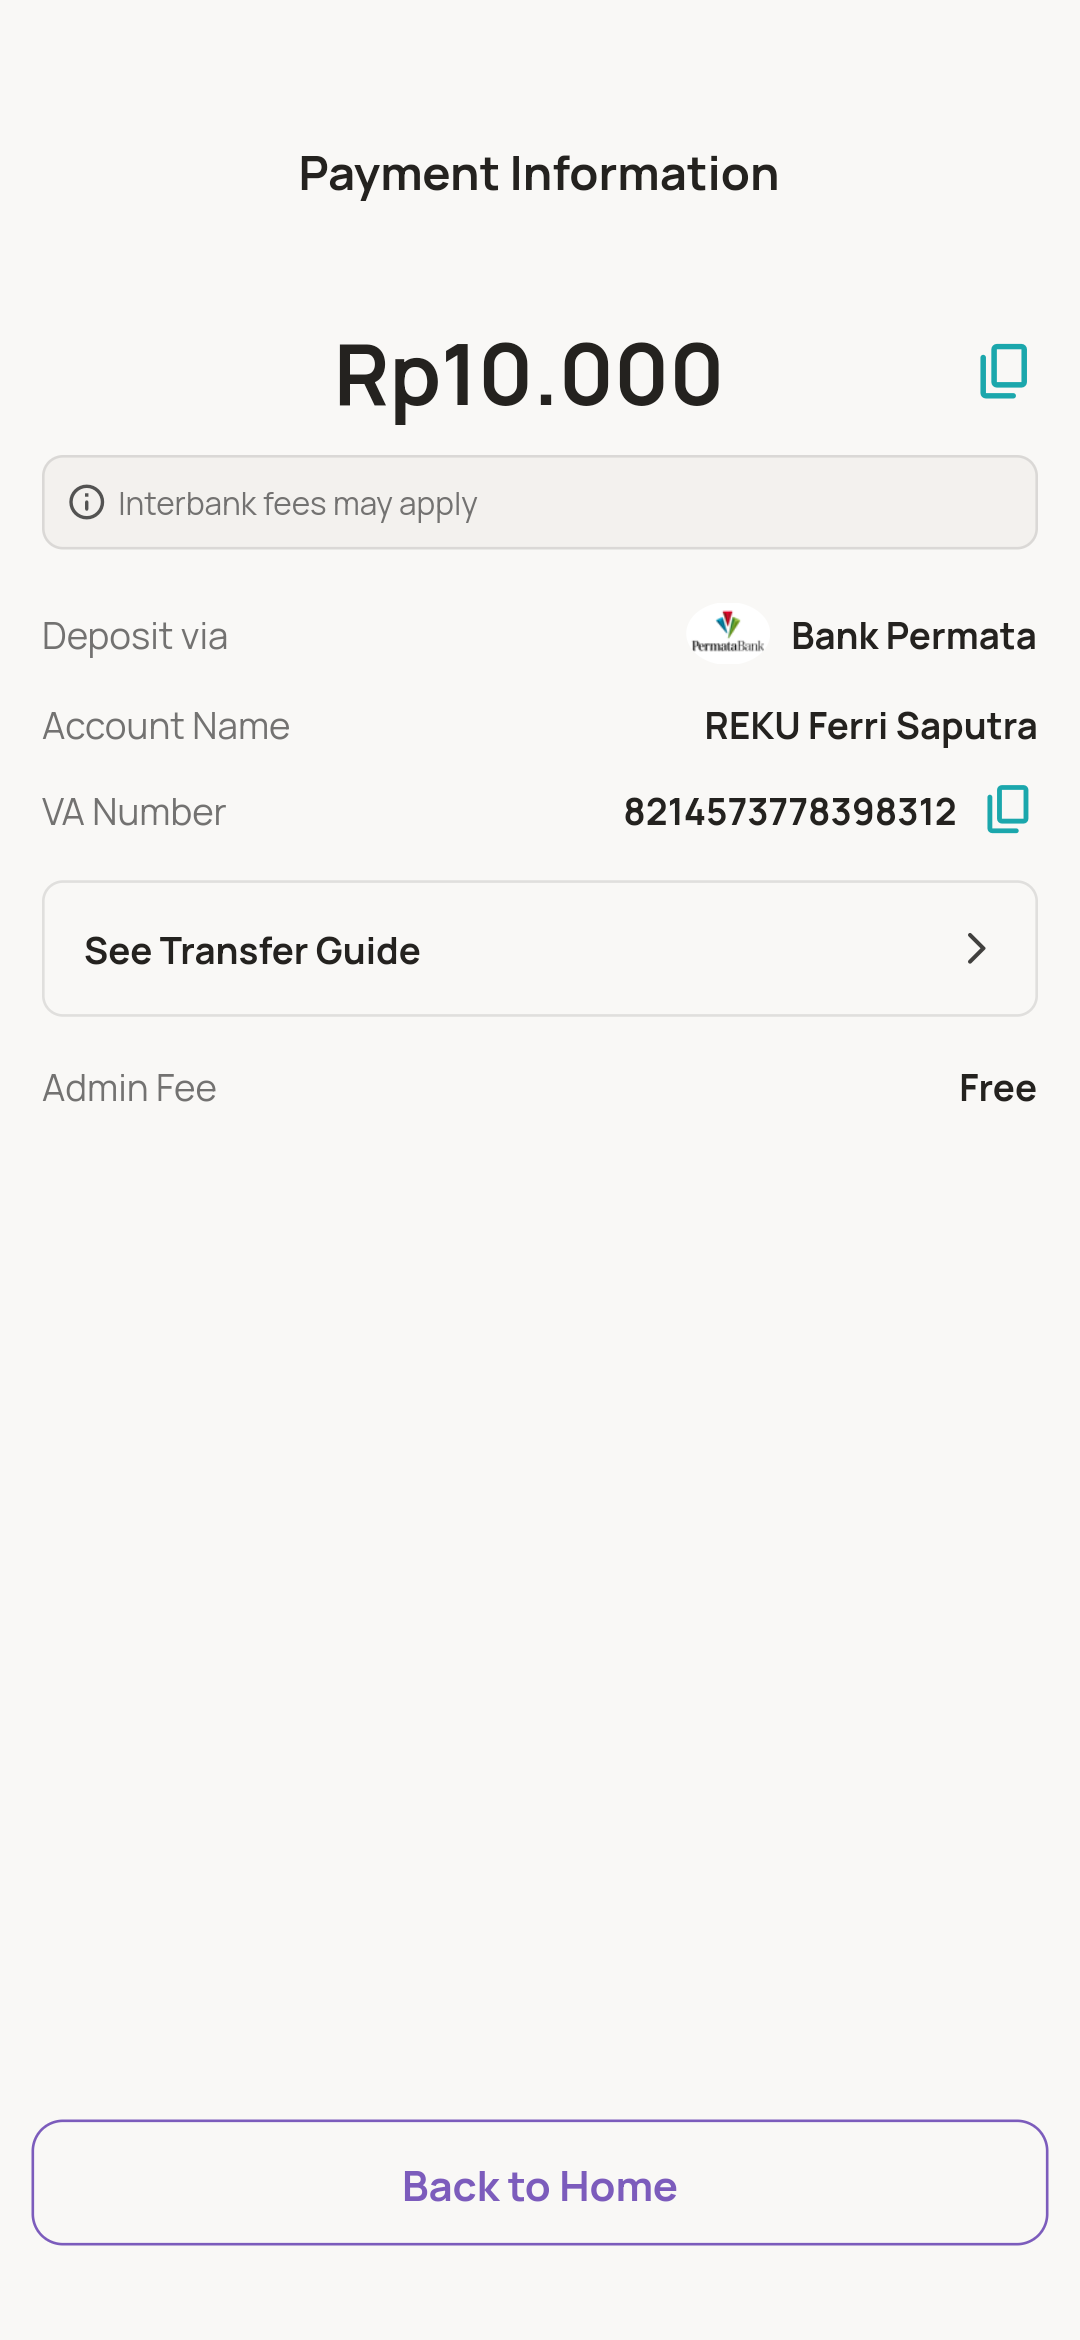 Payment Information
Rp10.000
Interbank fees may apply
Deposit via PermataBank Bank Permata
Account Name REKU Ferri Saputra
VA Number 8214573778398312
See Transfer Guide
Admin Fee Free
Back to Home